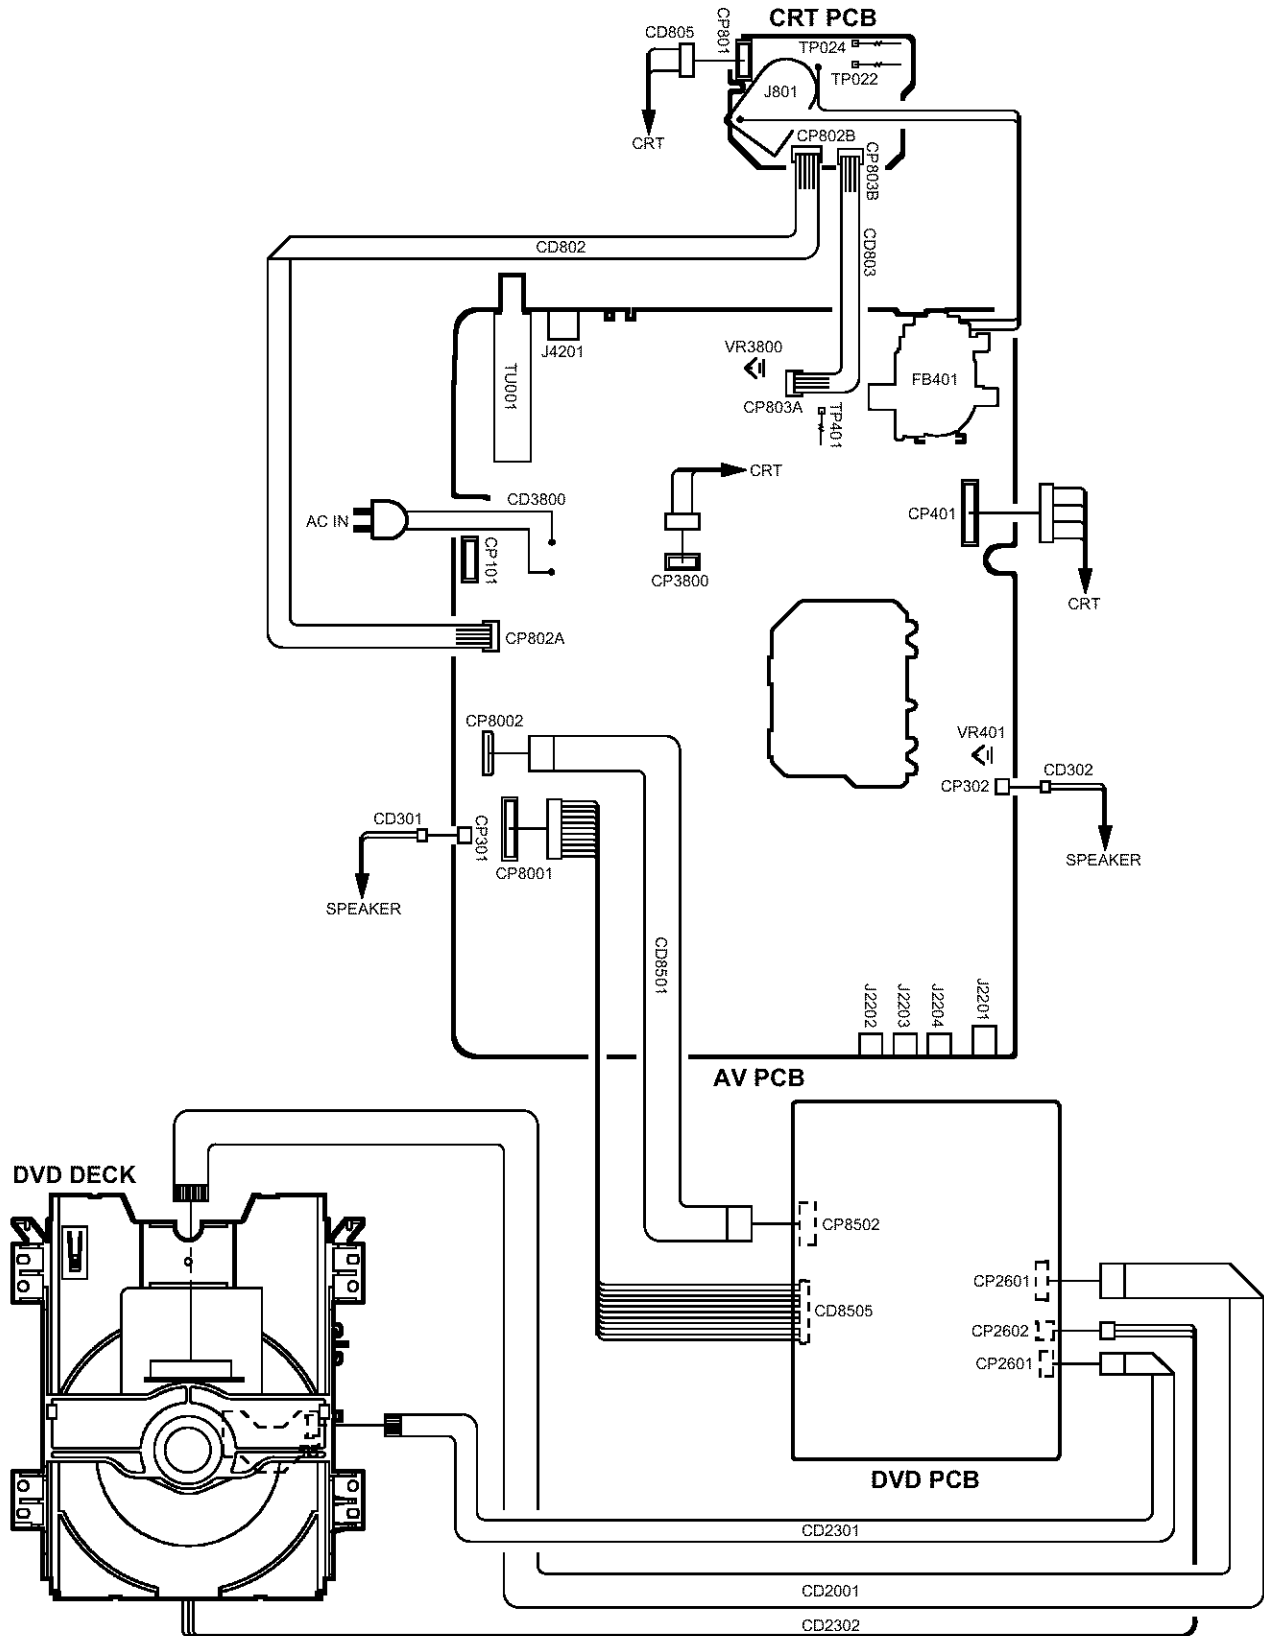 CRT PCB
CD805
CP801
TP024
TP022
J801
CRT
CP802B
CP803B
CD802
CD803
J4201
TU001
VR3800
CP803A
TP401
FB401
CRT
CD3800
AC IN
CP101
CP3800
CP401
CRT
CP802A
CP8002
VR401
CP302
CD302
CD301
CP301
CP8001
SPEAKER
SPEAKER
CD8501
J2202
J2203
J2204
J2201
AV PCB
DVD DECK
CP8502
CP2601
CD8505
CP2602
CP2601
DVD PCB
CD2301
CD2001
CD2302